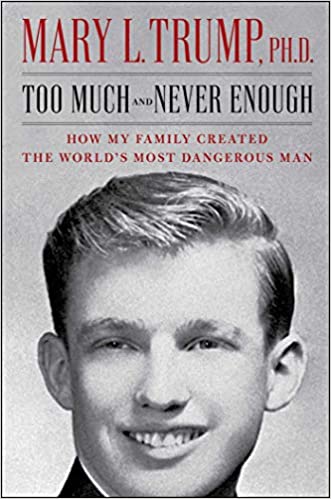 MARY L. TRUMP, PH.D.
TOO MUCH AND NEVER ENOUGH
HOW MY FAMILY CREATED
THE WORLD'S MOST DANGEROUS MAN